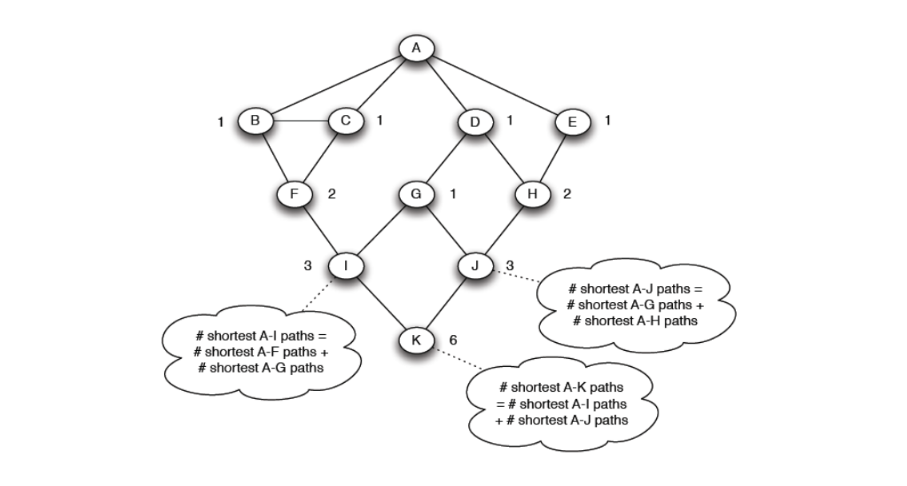 A
1 B C 1 D 1 E 1
F 2 G 1 H 2
3 I J 3
# shortest A-J paths =
# shortest A-G paths +
# shortest A-H paths
# shortest A-I paths =
# shortest A-F paths +
# shortest A-G paths
K 6
# shortest A-K paths
= # shortest A-I paths
+ # shortest A-J paths